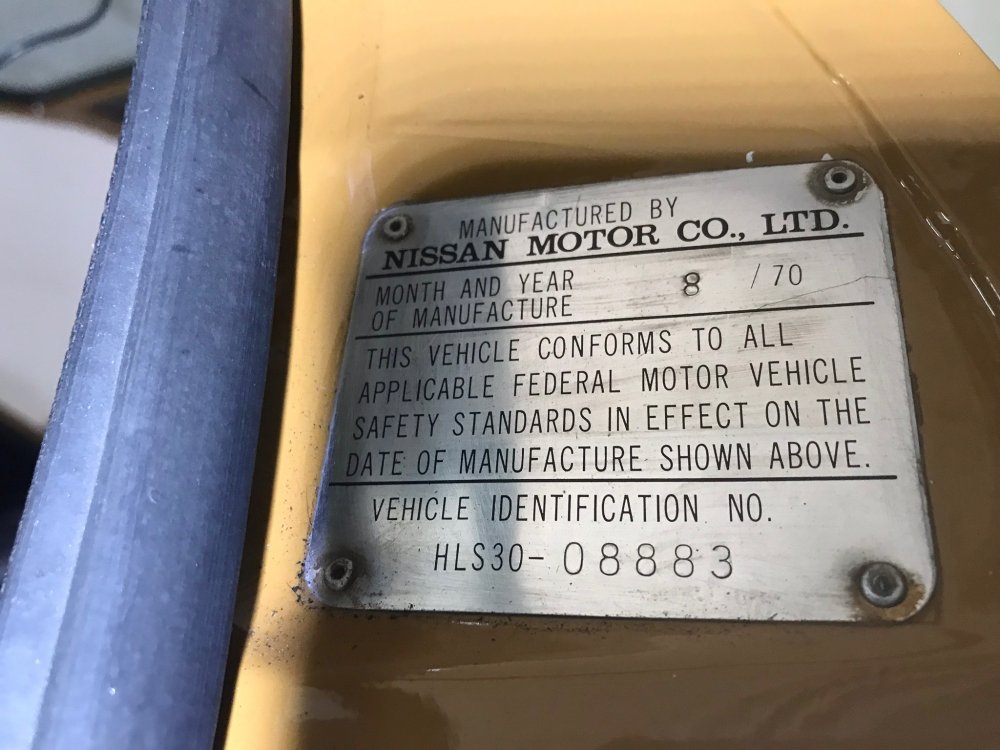 MANUFACTURED BY
NISSAN MOTOR CO., LTD.
MONTH AND YEAR
OF MANUFACTURE 8 / 70
THIS VEHICLE CONFORMS TO ALL
APPLICABLE FEDERAL MOTOR VEHICLE
SAFETY STANDARDS IN EFFECT ON THE
DATE OF MANUFACTURE SHOWN ABOVE.
VEHICLE IDENTIFICATION NO.
HLS30-08883